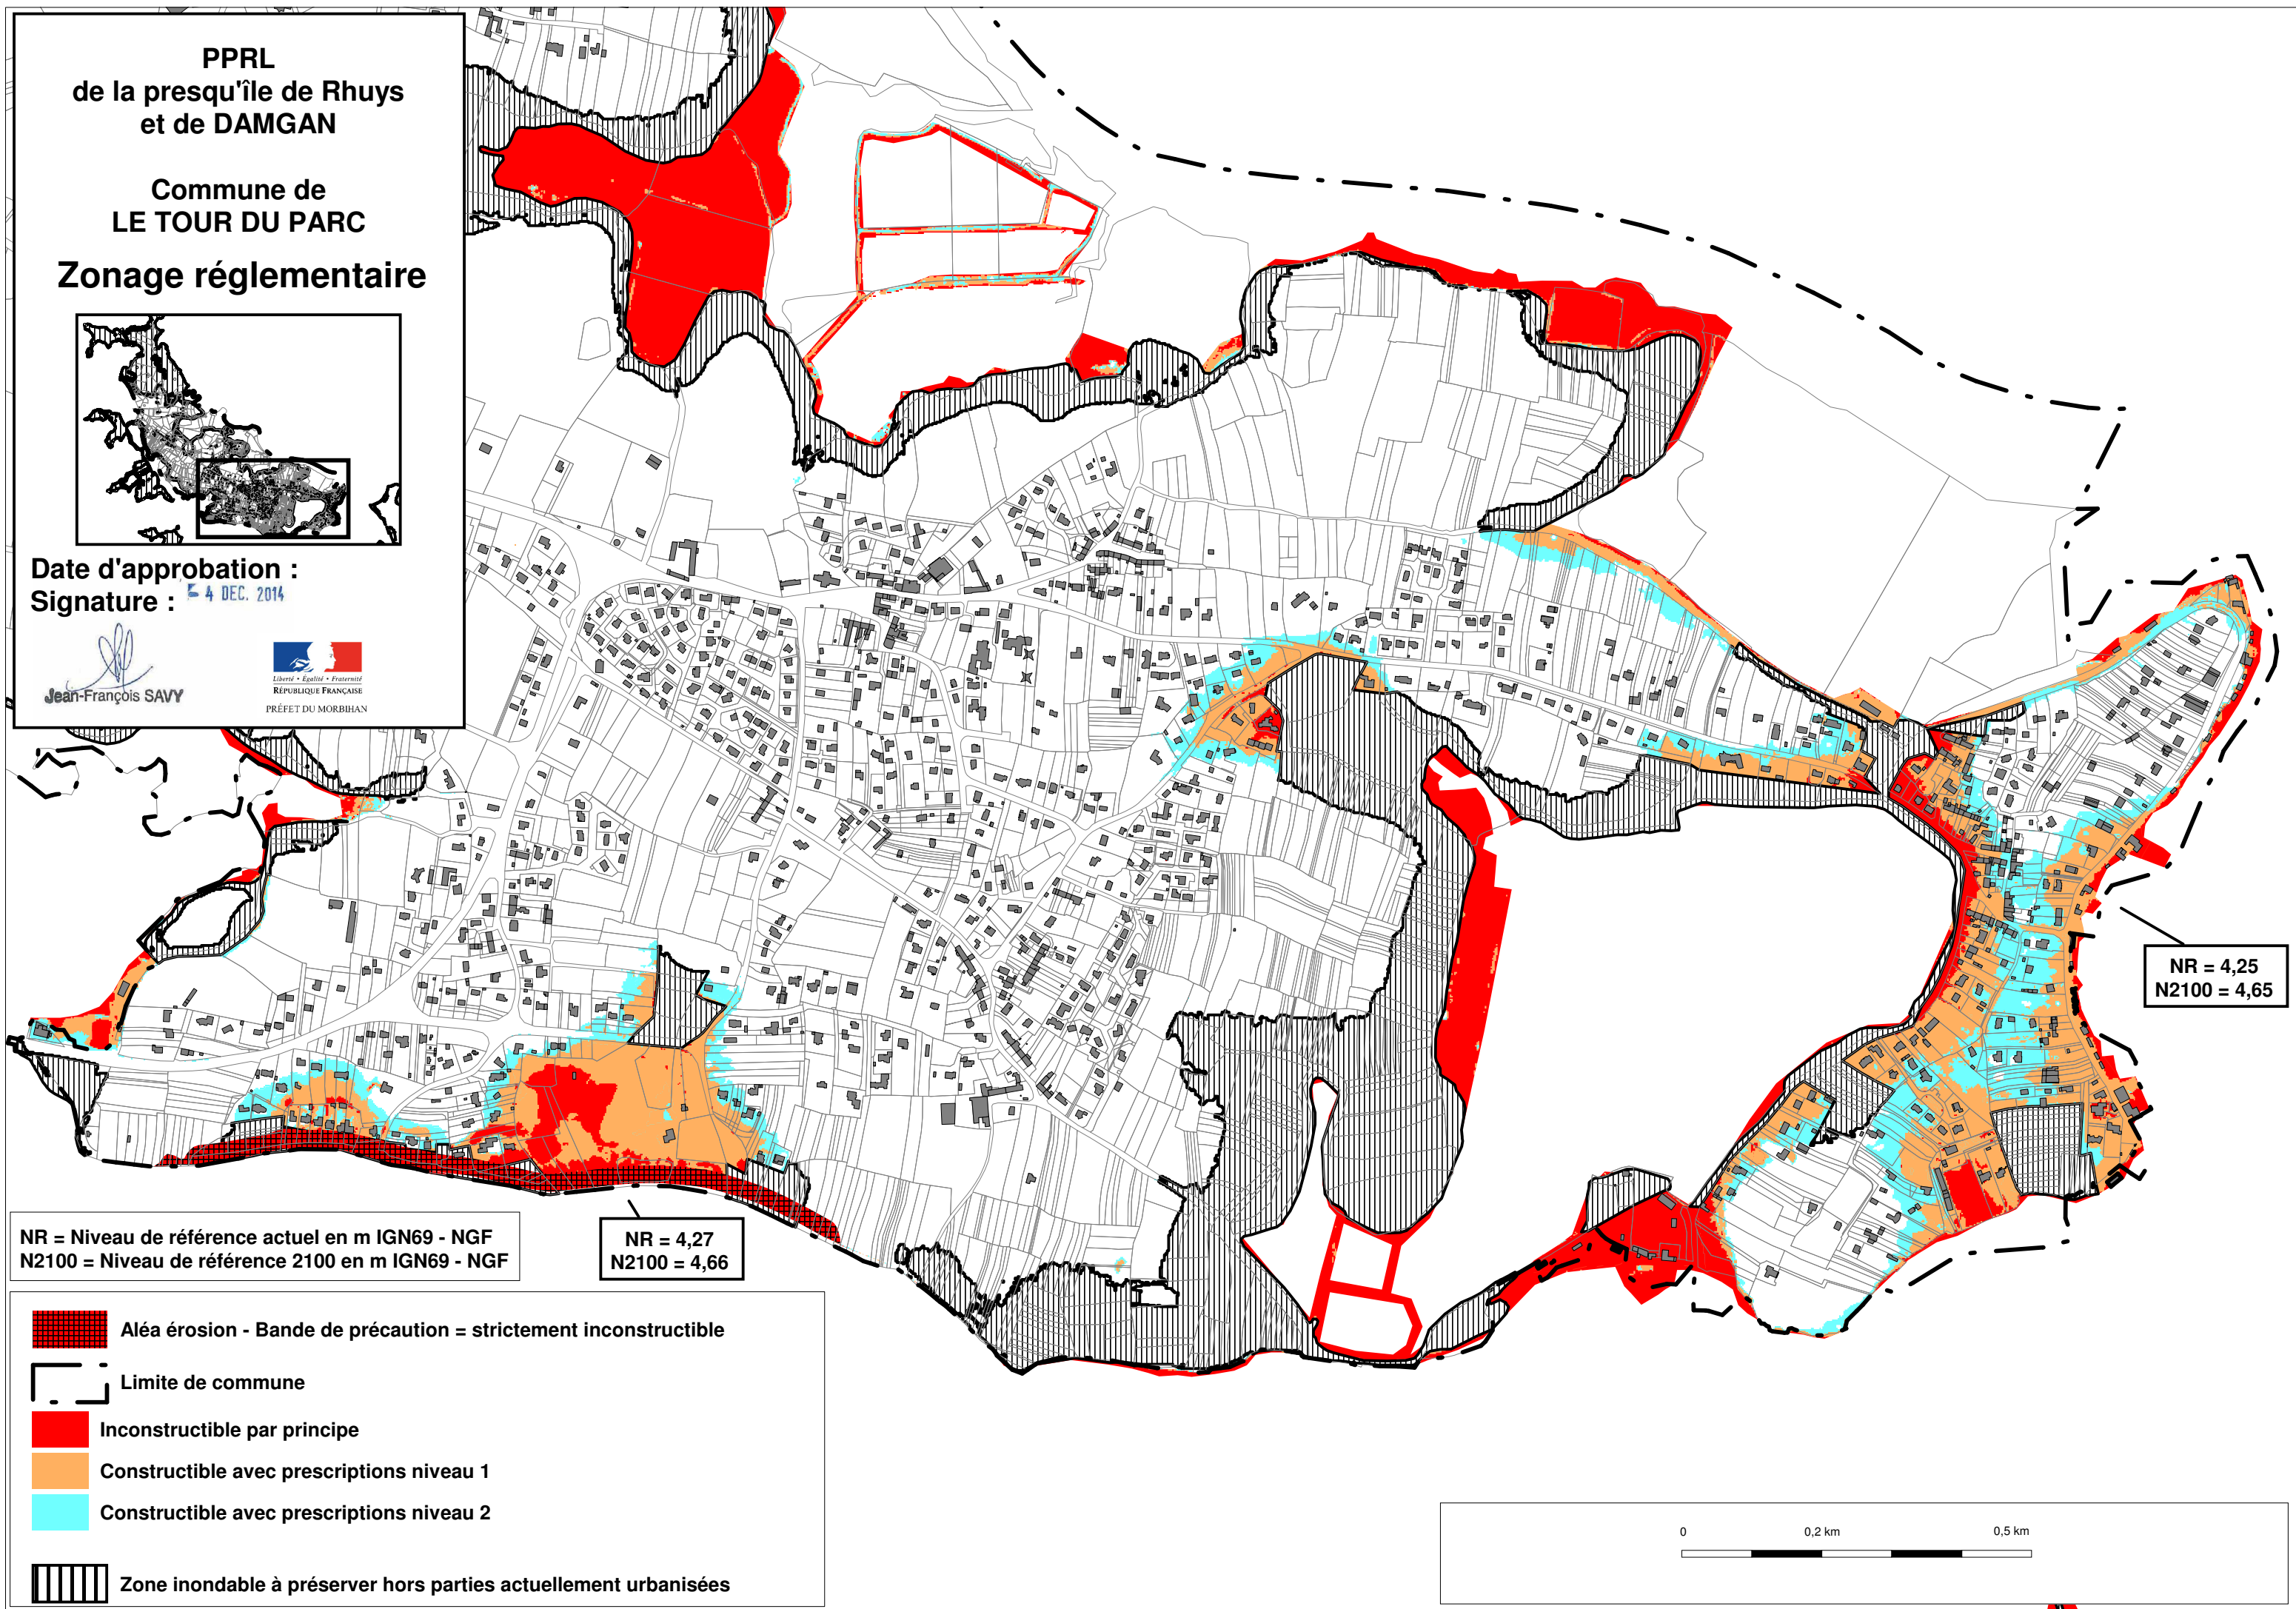 PPRL
de la presqu'île de Rhuys
et de DAMGAN
Commune de
LE TOUR DU PARC
Zonage réglementaire
Date d'approbation :
Signature :
4 DEC. 2014
Jean-François SAVY
Liberté • Égalité • Fraternité
RÉPUBLIQUE FRANÇAISE
PRÉFET DU MORBIHAN
NR = 4,25
N2100 = 4,65
NR = Niveau de référence actuel en m IGN69 - NGF
N2100 = Niveau de référence 2100 en m IGN69 - NGF
NR = 4,27
N2100 = 4,66
Aléa érosion - Bande de précaution = strictement inconstructible
Limite de commune
Inconstructible par principe
Constructible avec prescriptions niveau 1
Constructible avec prescriptions niveau 2
Zone inondable à préserver hors parties actuellement urbanisées
0 0,2 km 0,5 km